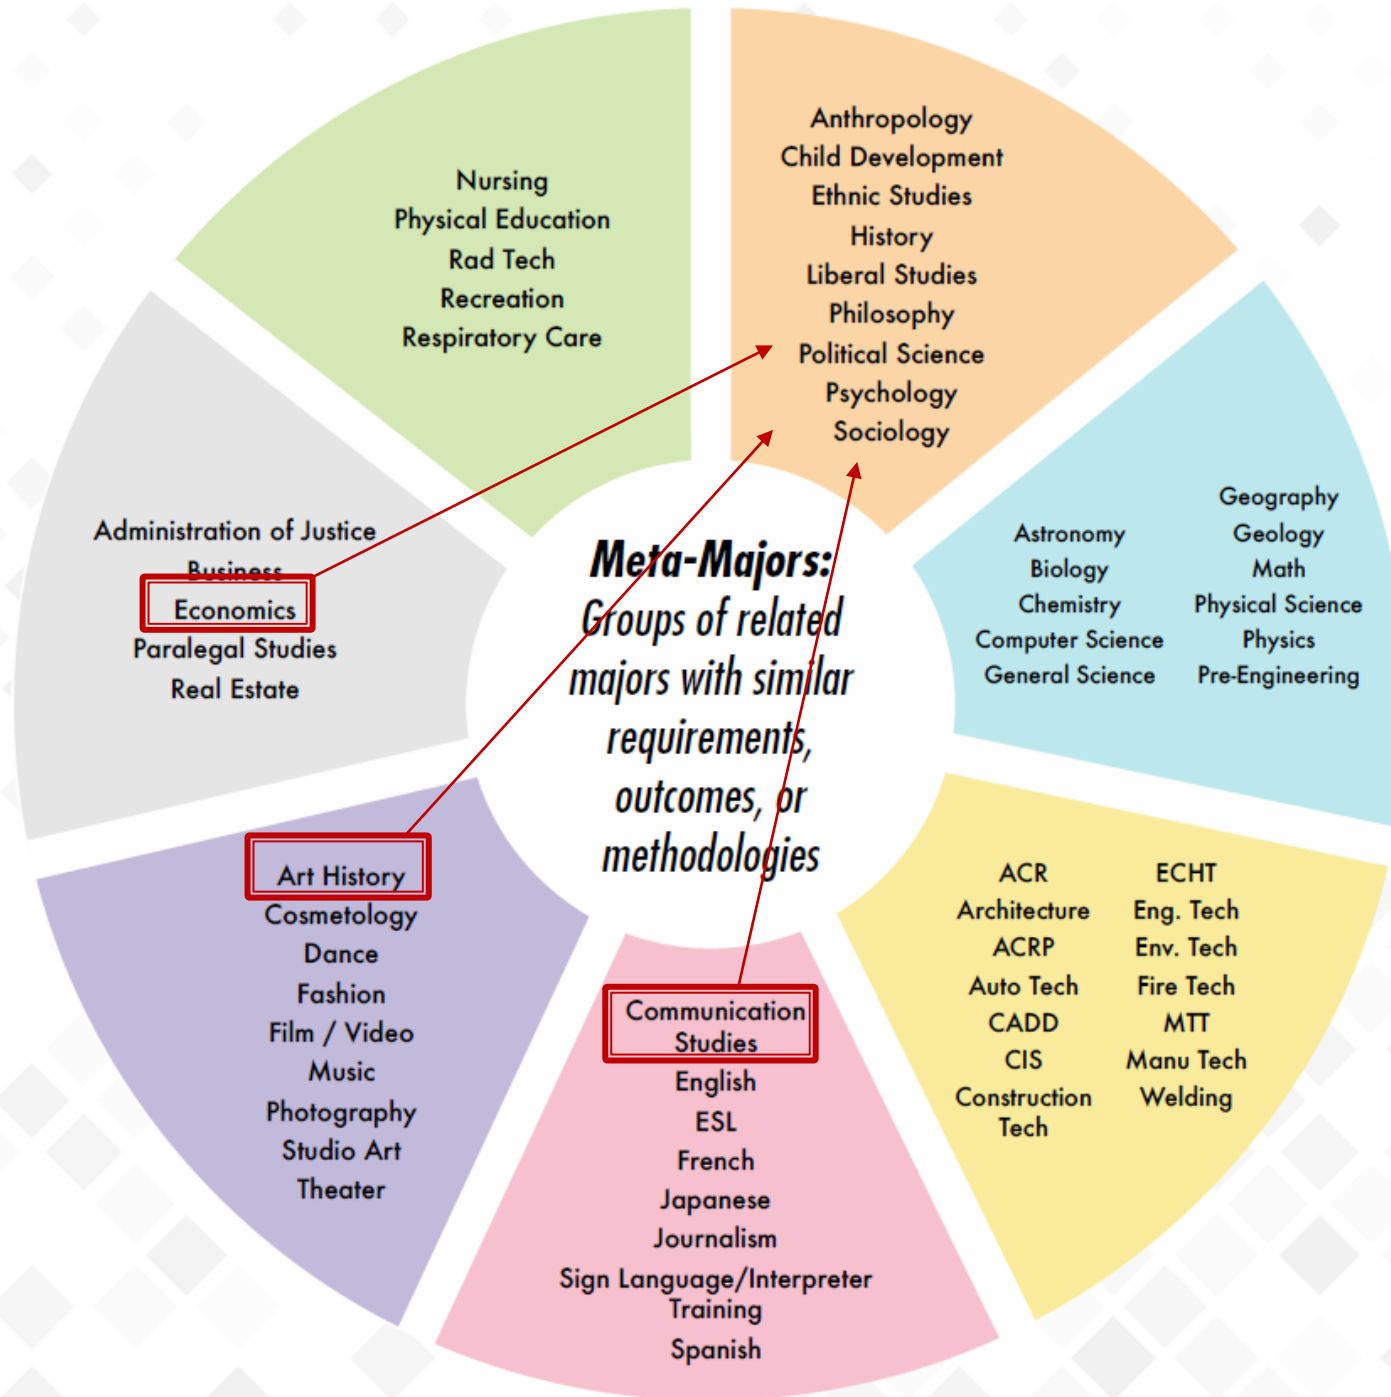 Nursing
Physical Education
Rad Tech
Recreation
Respiratory Care
Anthropology
Child Development
Ethnic Studies
History
Liberal Studies
Philosophy
Political Science
Psychology
Sociology
Administration of Justice
Business
Economics
Paralegal Studies
Real Estate
Meta-Majors:
Groups of related
majors with similar
requirements,
outcomes, or
methodologies
Astronomy
Biology
Chemistry
Computer Science
General Science
Geography
Geology
Math
Physical Science
Physics
Pre-Engineering
Art History
Cosmetology
Dance
Fashion
Film / Video
Music
Photography
Studio Art
Theater
Communication
Studies
English
ESL
French
Japanese
Journalism
Sign Language/Interpreter
Training
Spanish
ACR
Architecture
ACRP
Auto Tech
CADD
CIS
Construction
Tech
ECHT
Eng. Tech
Env. Tech
Fire Tech
MTT
Manu Tech
Welding